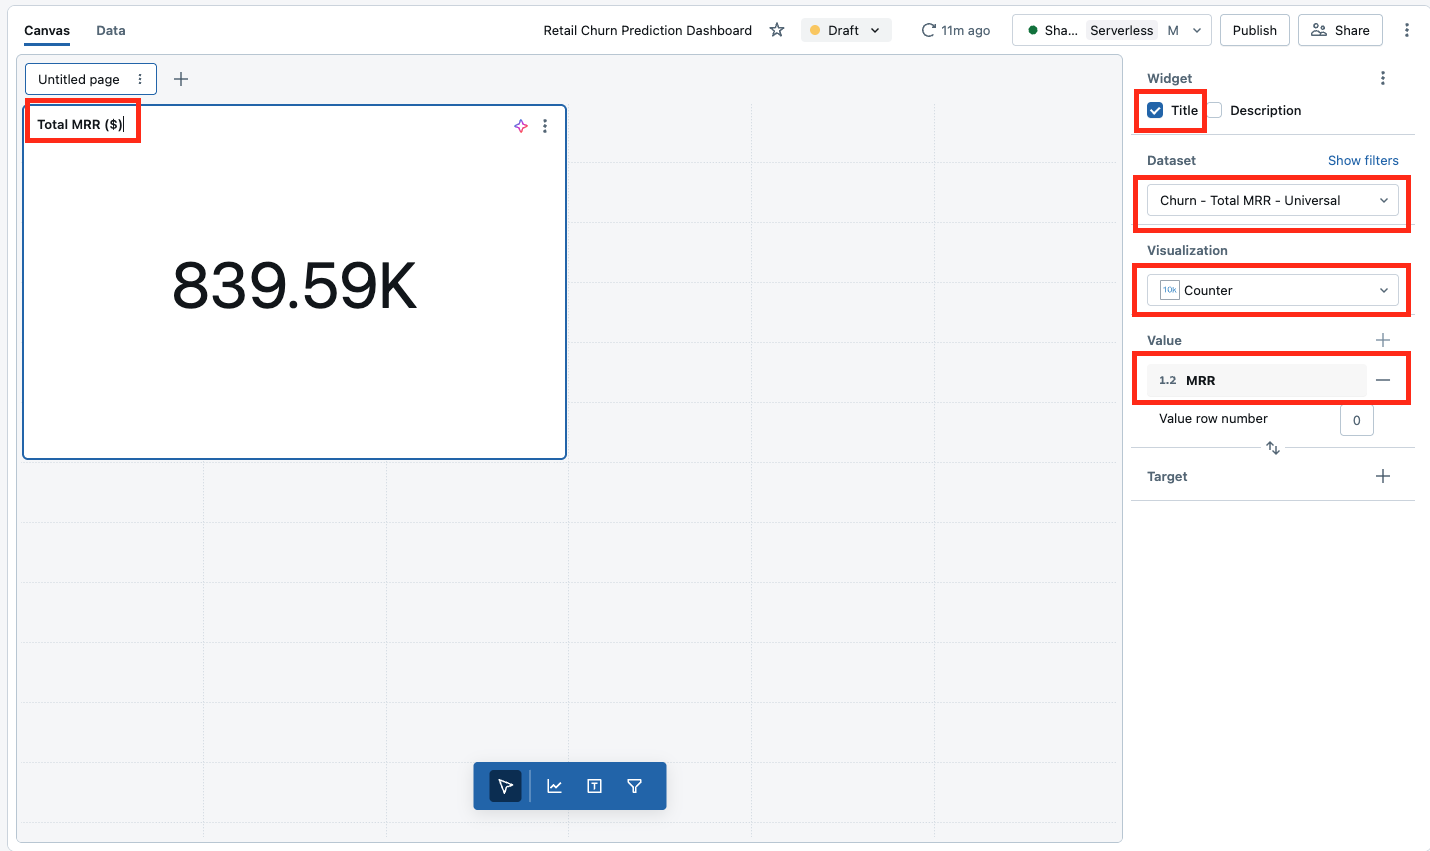 Canvas Data Retail Churn Prediction Dashboard Draft 11m ago Sha... Serverless M Publish Share
Untitled page
Total MRR ($)
839.59K
Widget
Title Description
Dataset Show filters
Churn - Total MRR - Universal
Visualization
10k Counter
Value
1.2 MRR
Value row number 0
Target
T